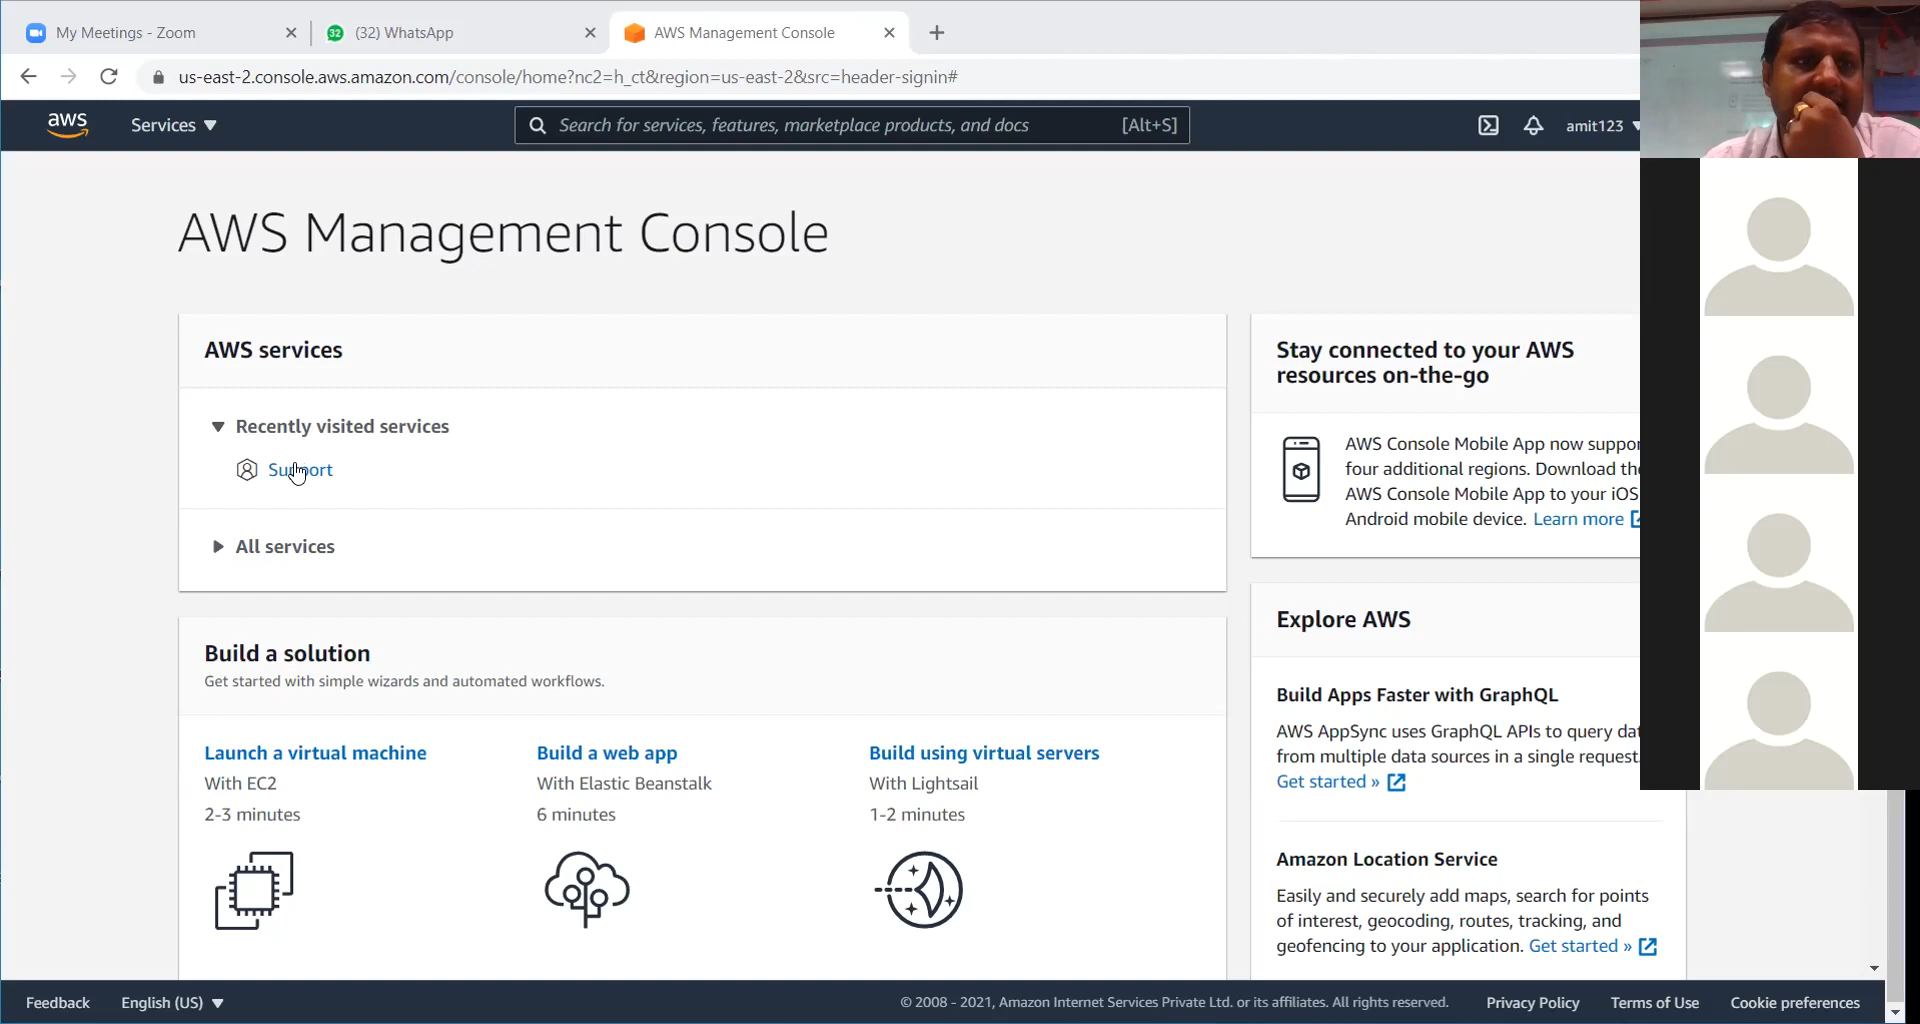 My Meetings - Zoom
32
(32) WhatsApp
AWS Management Console
us-east-2.console.aws.amazon.com/console/home?nc2=h_ct&region=us-east-2&src=header-signin#
aws
Services
Search for services, features, marketplace products, and docs
[Alt+S]
amit123
AWS Management Console
AWS services
Recently visited services
Support
All services
Build a solution
Get started with simple wizards and automated workflows.
Launch a virtual machine
With EC2
2-3 minutes
Build a web app
With Elastic Beanstalk
6 minutes
Build using virtual servers
With Lightsail
1-2 minutes
Stay connected to your AWS
resources on-the-go
AWS Console Mobile App now suppor
four additional regions. Download the
AWS Console Mobile App to your iOS
Android mobile device. Learn more
Explore AWS
Build Apps Faster with GraphQL
AWS AppSync uses GraphQL APIs to query dat
from multiple data sources in a single request.
Get started »
Amazon Location Service
Easily and securely add maps, search for points
of interest, geocoding, routes, tracking, and
geofencing to your application. Get started »
Feedback
English (US)
© 2008 - 2021, Amazon Internet Services Private Ltd. or its affiliates. All rights reserved.
Privacy Policy
Terms of Use
Cookie preferences